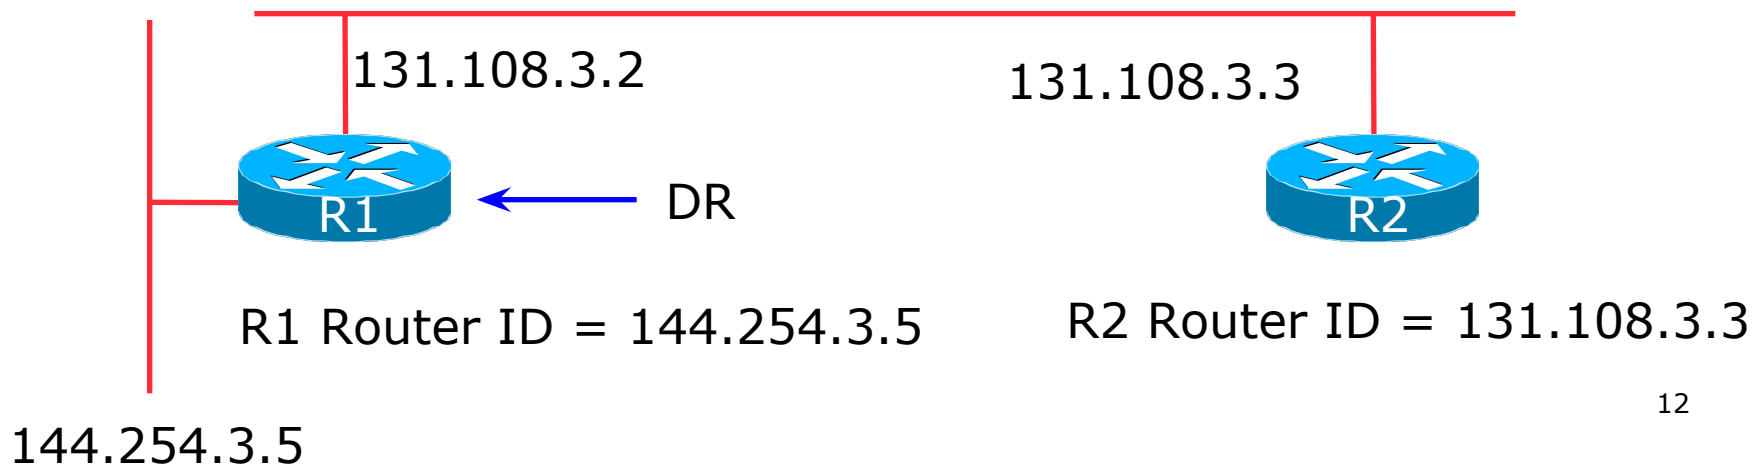 131.108.3.2
131.108.3.3
R1
DR
R2
R1 Router ID = 144.254.3.5
R2 Router ID = 131.108.3.3
12
144.254.3.5